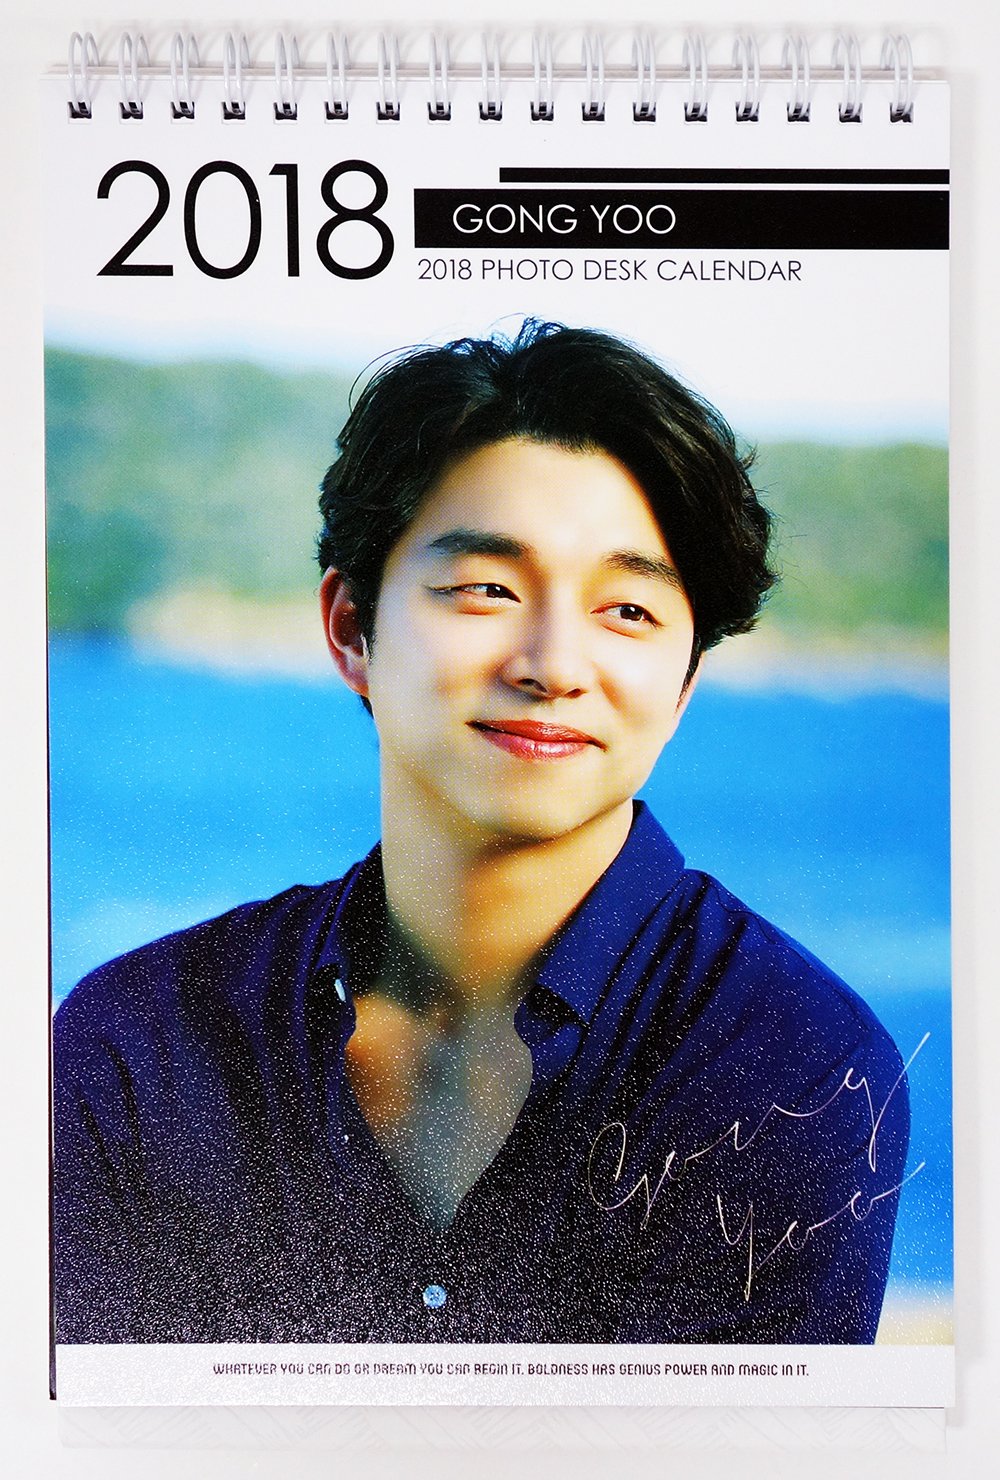 2018
GONG YOO
2018 PHOTO DESK CALENDAR
Gong
Yoo
WHATEVER YOU CAN DO OR DREAM YOU CAN BEGIN IT. BOLDNESS HAS GENIUS POWER AND MAGIC IN IT.